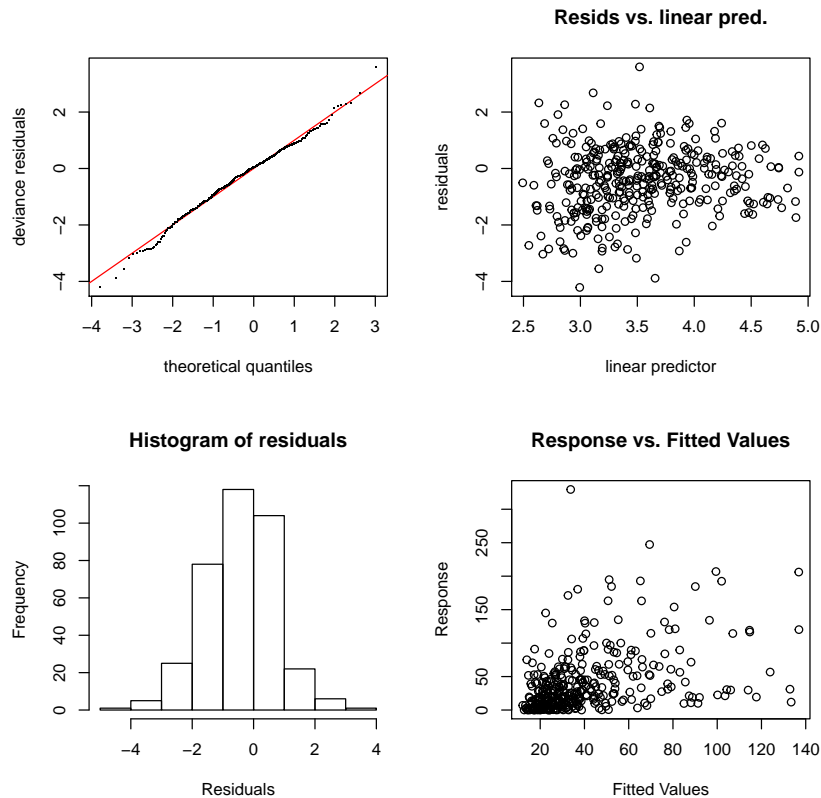 Resids vs. linear pred.
−4 −3 −2 −1 0 1 2 3
−4 −2 0 2
theoretical quantiles
deviance residuals
2.5 3.0 3.5 4.0 4.5 5.0
−4 −2 0 2
linear predictor
residuals
Histogram of residuals
−4 −2 0 2 4
0 20 40 60 80 100
Residuals
Frequency
Response vs. Fitted Values
20 40 60 80 100 120 140
0 50 150 250
Fitted Values
Response